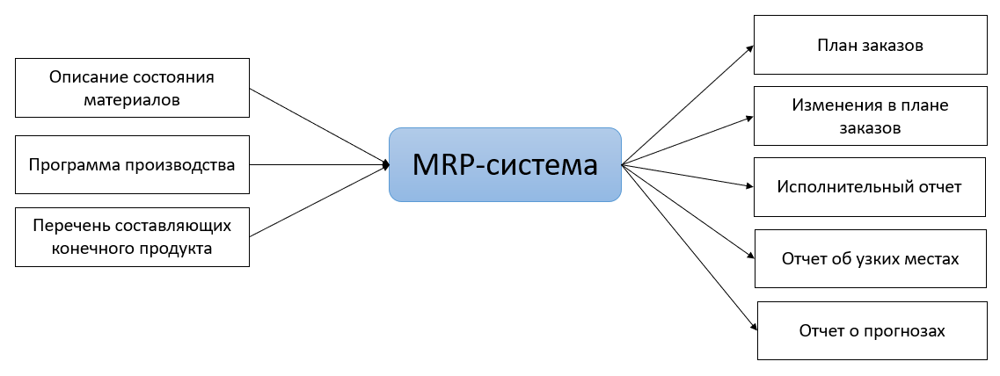 Описание состояния
материалов
Программа производства
Перечень составляющих
конечного продукта
MRP-система
План заказов
Изменения в плане
заказов
Исполнительный отчет
Отчет об узких местах
Отчет о прогнозах